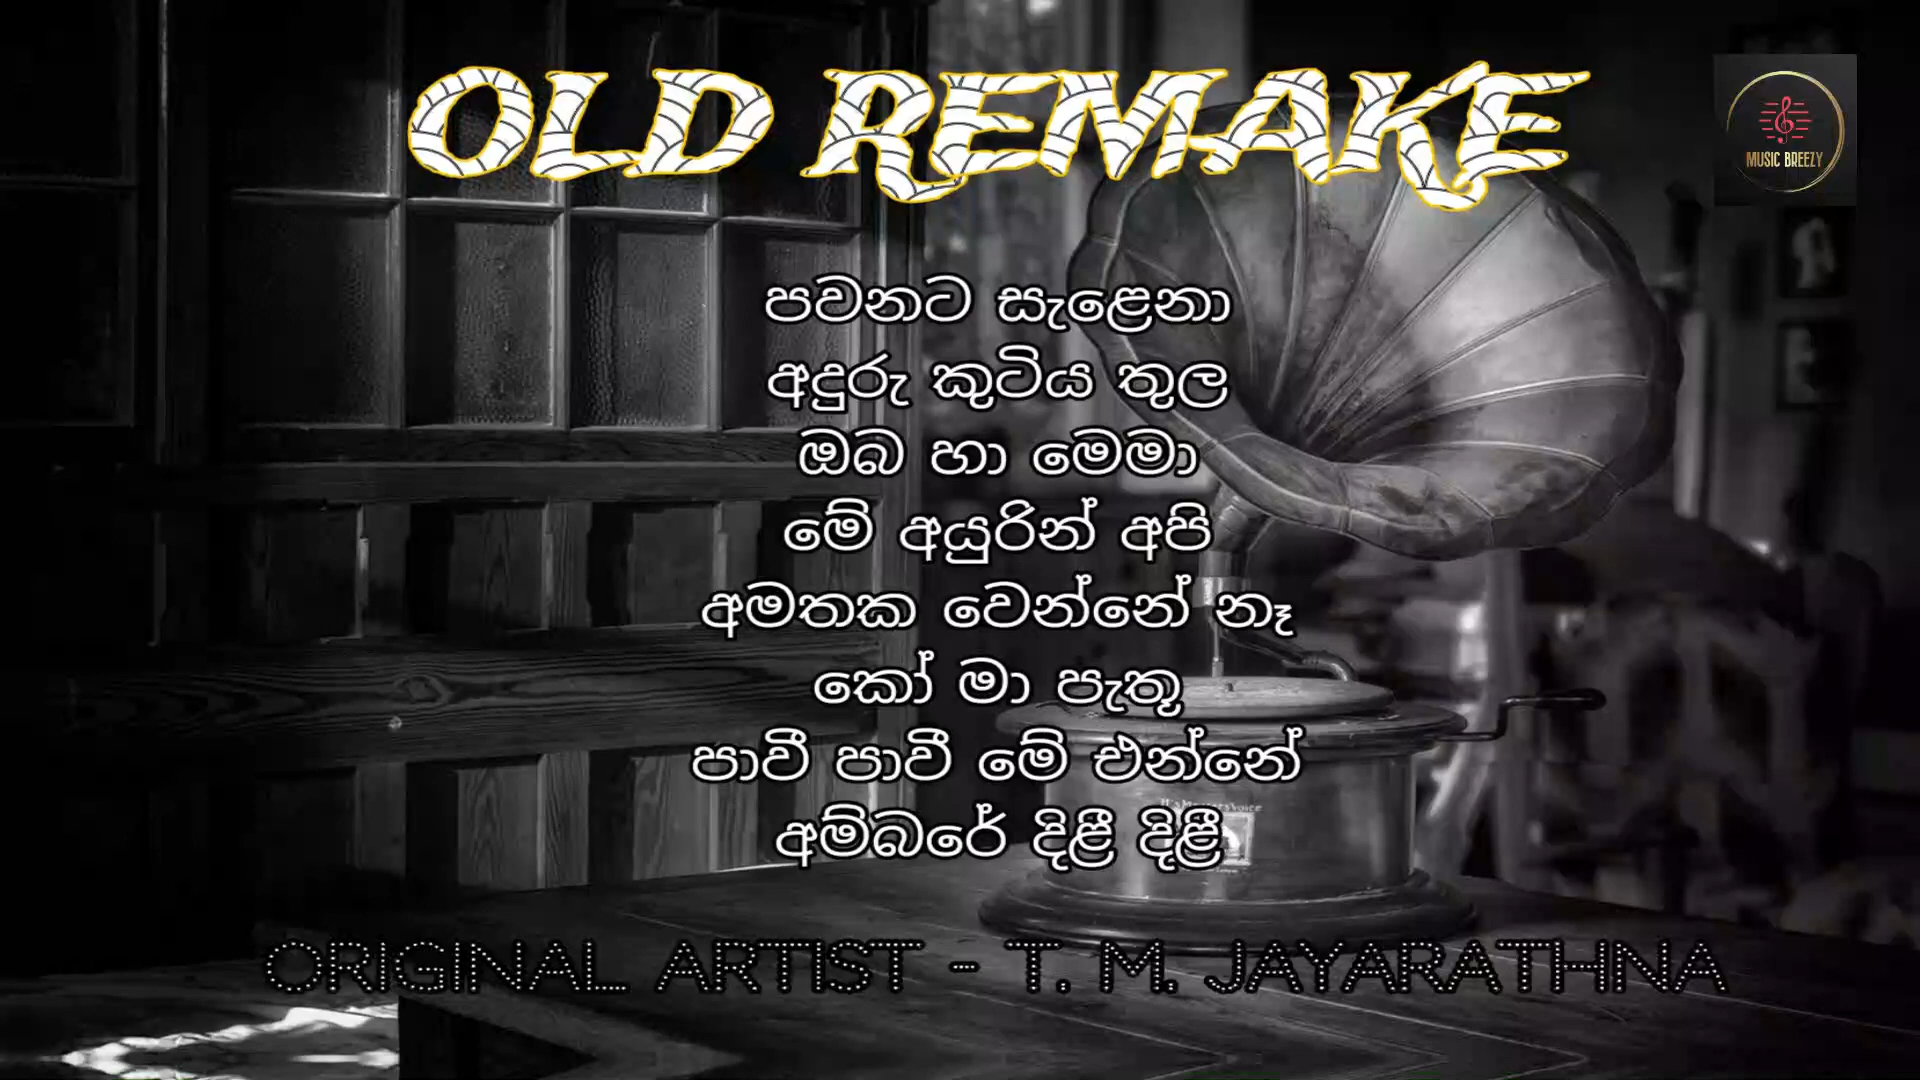 OLD REMAKE
MUSIC BREEZY
පවනට සැළෙනා
අදුරු කුටිය තුල
ඔබ හා මෙමා
මේ අයුරින් අපි
අමතක වෙන්නේ නෑ
කෝ මා පැතූ
පාවී පාවී මේ එන්නේ
අම්බරේ දිළී දිළී
ORIGINAL ARTIST - T. M. JAYARATHNA